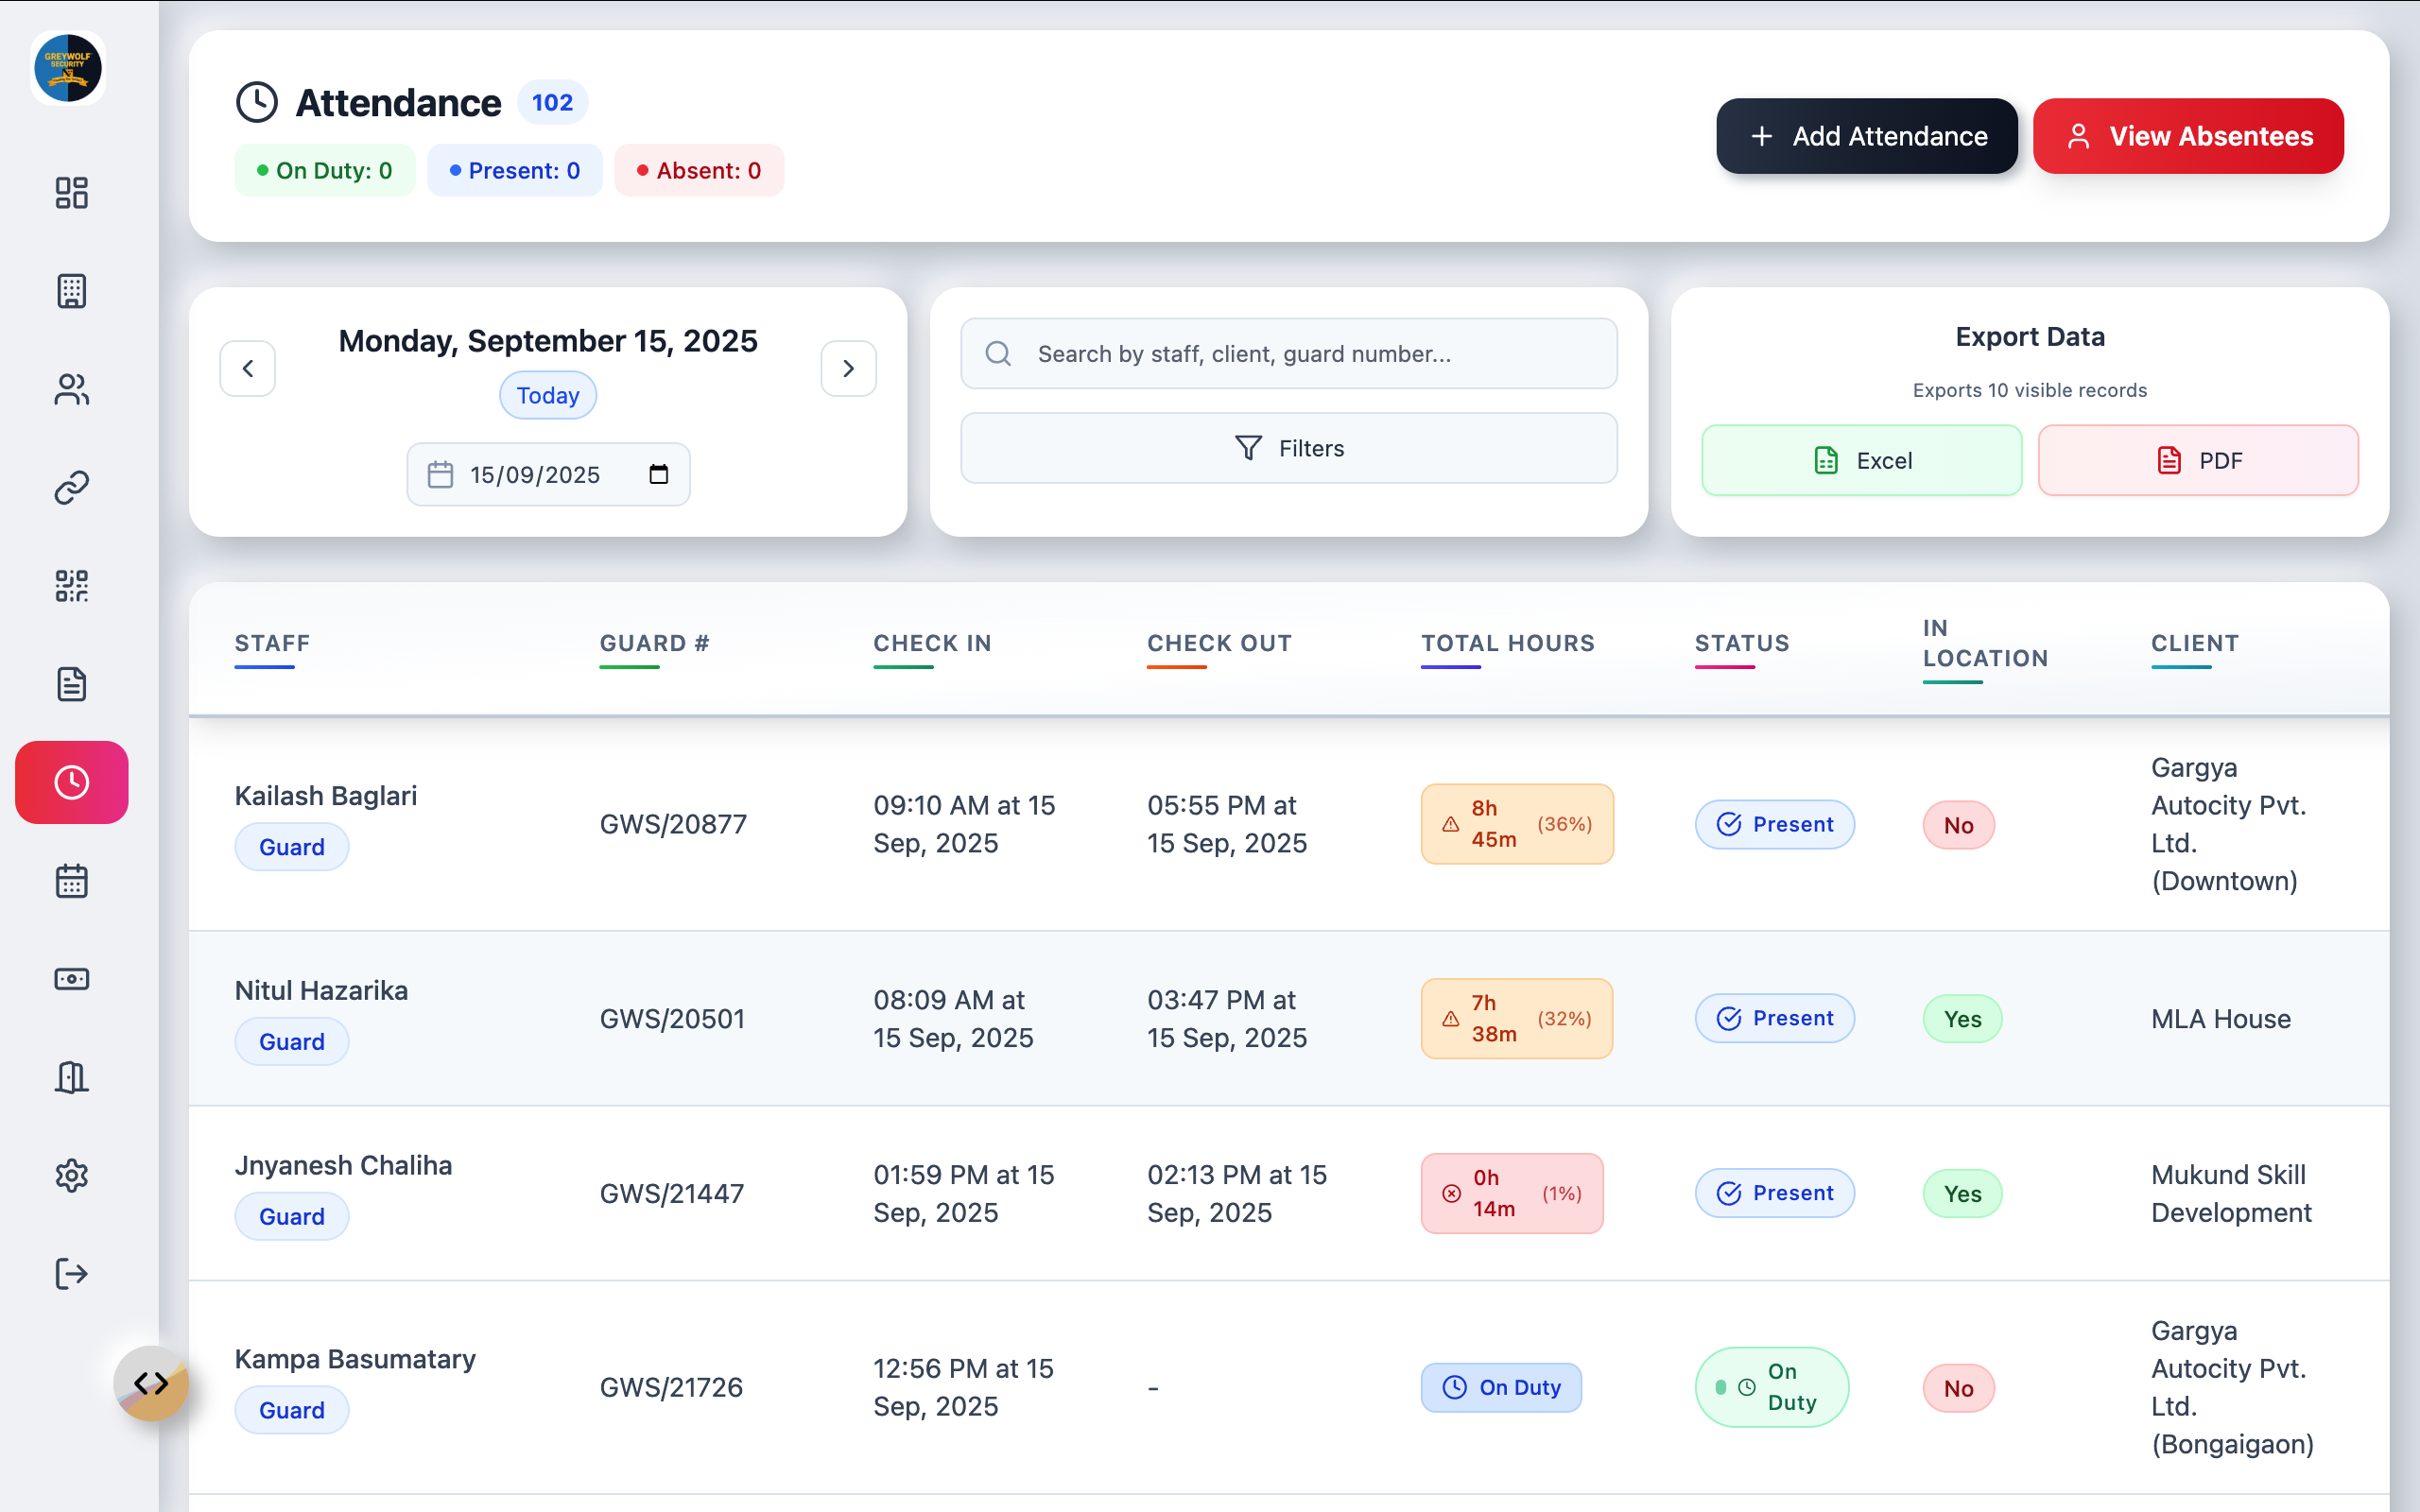 GREYWOLF
SECURITY
Attendance 102
On Duty: 0 Present: 0 Absent: 0
Add Attendance
View Absentees
Monday, September 15, 2025
Today
15/09/2025
Search by staff, client, guard number...
Filters
Export Data
Exports 10 visible records
Excel
PDF
STAFF GUARD # CHECK IN CHECK OUT TOTAL HOURS STATUS IN LOCATION CLIENT
Kailash Baglari
Guard
GWS/20877
09:10 AM at 15
Sep, 2025
05:55 PM at
15 Sep, 2025
8h
45m
(36%)
Present
No
Gargya
Autocity Pvt.
Ltd.
(Downtown)
Nitul Hazarika
Guard
GWS/20501
08:09 AM at
15 Sep, 2025
03:47 PM at
15 Sep, 2025
7h
38m
(32%)
Present
Yes
MLA House
Jnyanesh Chaliha
Guard
GWS/21447
01:59 PM at 15
Sep, 2025
02:13 PM at 15
Sep, 2025
0h
14m
(1%)
Present
Yes
Mukund Skill
Development
Kampa Basumatary
Guard
GWS/21726
12:56 PM at 15
Sep, 2025
-
On Duty
On
Duty
No
Gargya
Autocity Pvt.
Ltd.
(Bongaigaon)